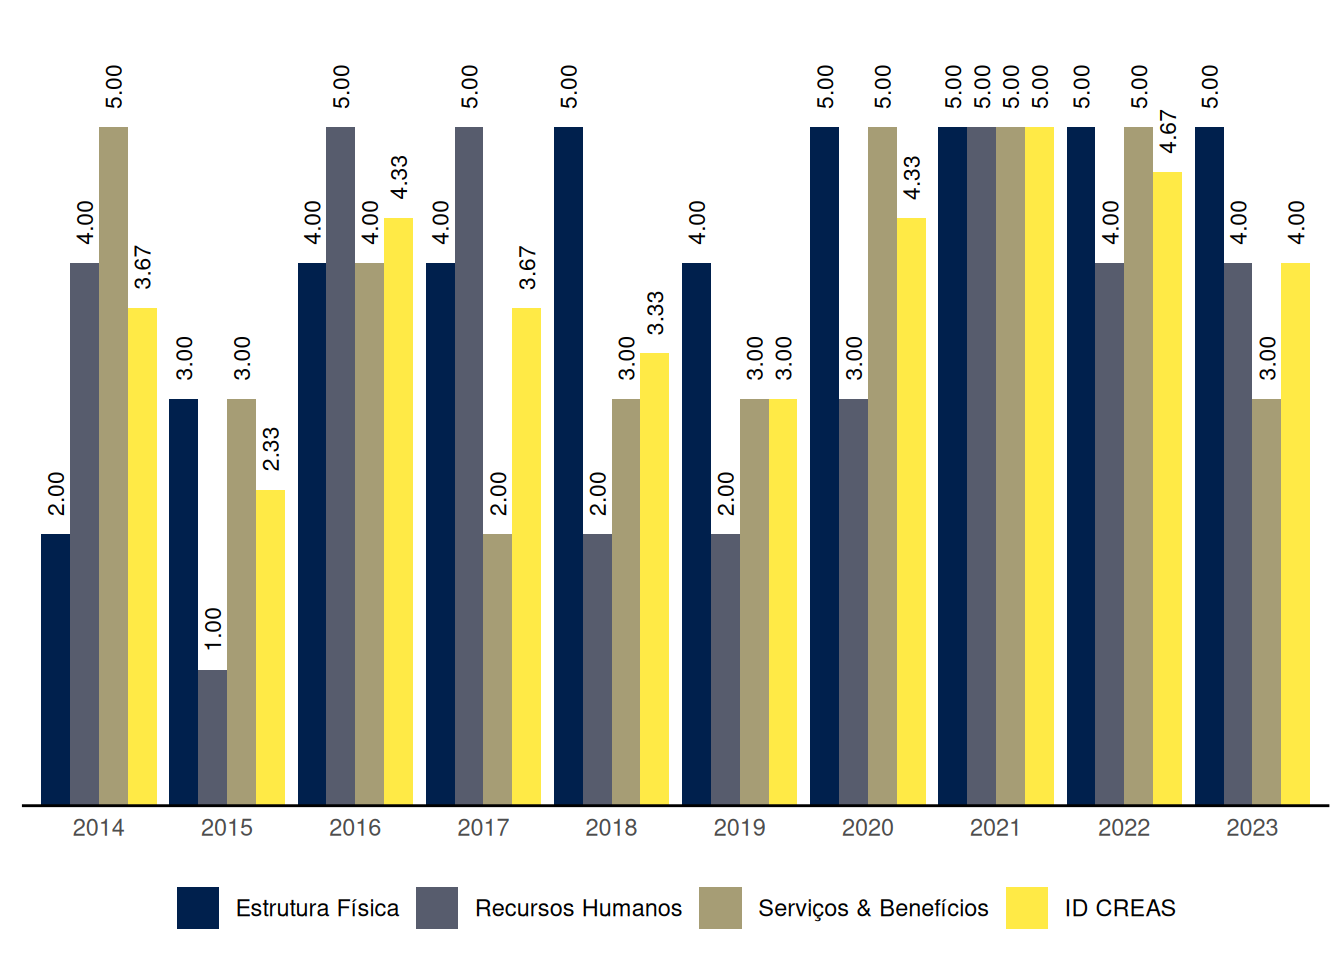 2.00 4.00 5.00 3.67 3.00 1.00 3.00 2.33 4.00 5.00 4.00 4.33 4.00 5.00 2.00 3.67 5.00 2.00 3.00 3.33 4.00 2.00 3.00 3.00 5.00 3.00 5.00 4.33 5.00 5.00 5.00 5.00 5.00 4.00 5.00 4.67 5.00 4.00 3.00 4.00
2014 2015 2016 2017 2018 2019 2020 2021 2022 2023
Estrutura Física Recursos Humanos Serviços & Benefícios ID CREAS